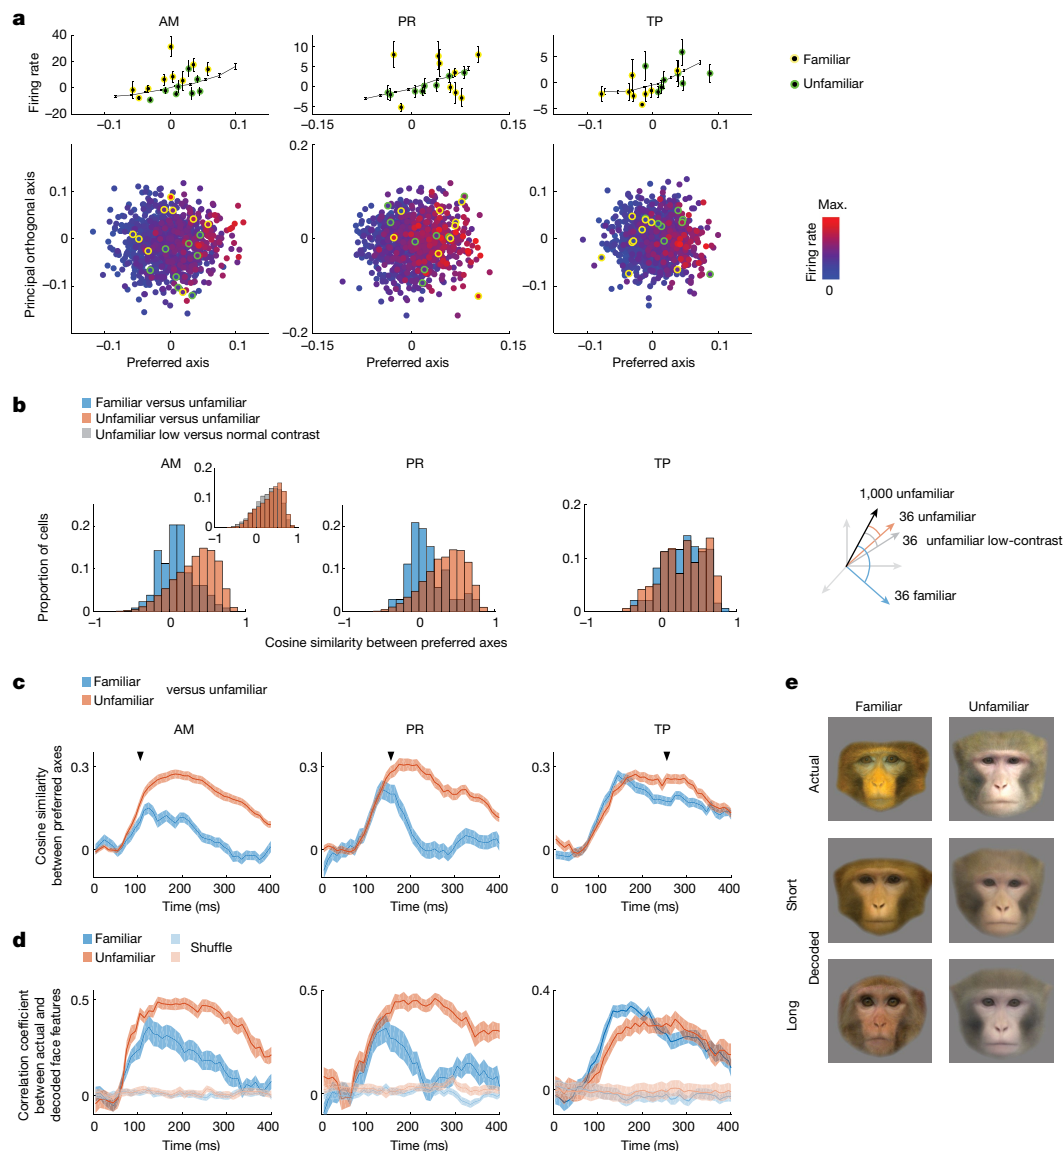 a
AM
PR
TP
Firing rate
40
20
0
−20
−0.1
0
0.1
10
5
0
−5
−0.15
0
0.15
5
0
−5
−0.1
0
0.1
Familiar
Unfamiliar
Principal orthogonal axis
0.1
0
−0.1
−0.1
0
0.1
Preferred axis
0.2
0
−0.2
−0.15
0
0.15
Preferred axis
0.1
0
−0.1
−0.1
0
0.1
Preferred axis
Max.
Firing rate
0
b
Familiar versus unfamiliar
Unfamiliar versus unfamiliar
Unfamiliar low versus normal contrast
AM
PR
TP
Proportion of cells
0.2
0.1
0
−1
0
1
0.2
0.1
0
−1
0
1
0.2
0.1
0
−1
0
1
0.2
0.1
0
−1
0
1
Cosine similarity between preferred axes
1,000 unfamiliar
36 unfamiliar
36 unfamiliar low-contrast
36 familiar
c
Familiar
Unfamiliar
versus unfamiliar
AM
PR
TP
Cosine similarity
between preferred axes
0.3
0
0
100
200
300
400
Time (ms)
0.3
0
0
100
200
300
400
Time (ms)
0.3
0
0
100
200
300
400
Time (ms)
d
Familiar
Unfamiliar
Shuffle
Correlation coefficient
between actual and
decoded face features
0.5
0
0
100
200
300
400
Time (ms)
0.5
0
0
100
200
300
400
Time (ms)
0.4
0
0
100
200
300
400
Time (ms)
e
Familiar
Unfamiliar
Actual
Decoded
Short
Long